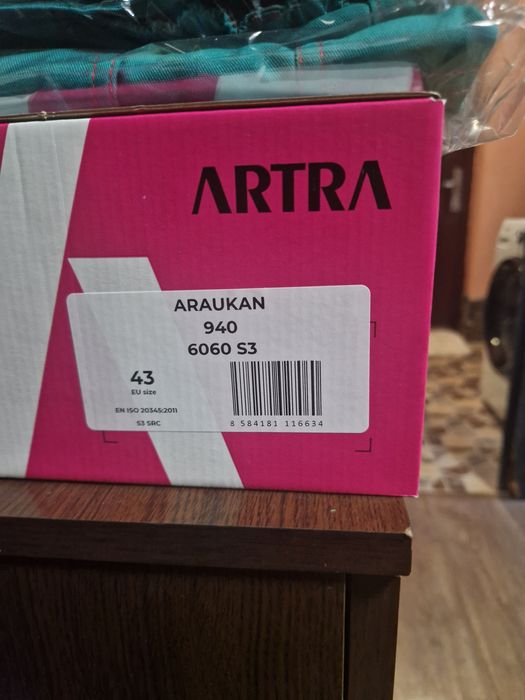 ARTRA
ARAUKAN
940
6060 S3
43
EU size
EN ISO 20345:2011
S3 SRC
8 584181 116634